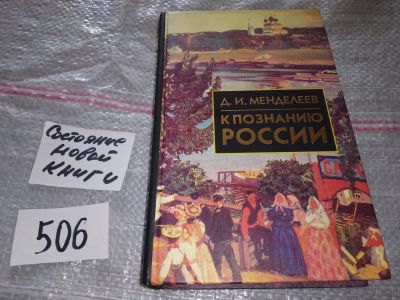 Д. И. МЕНДЕЛЕЕВ
К ПОЗНАНИЮ
РОССИИ
Состояние
новой
книги
506